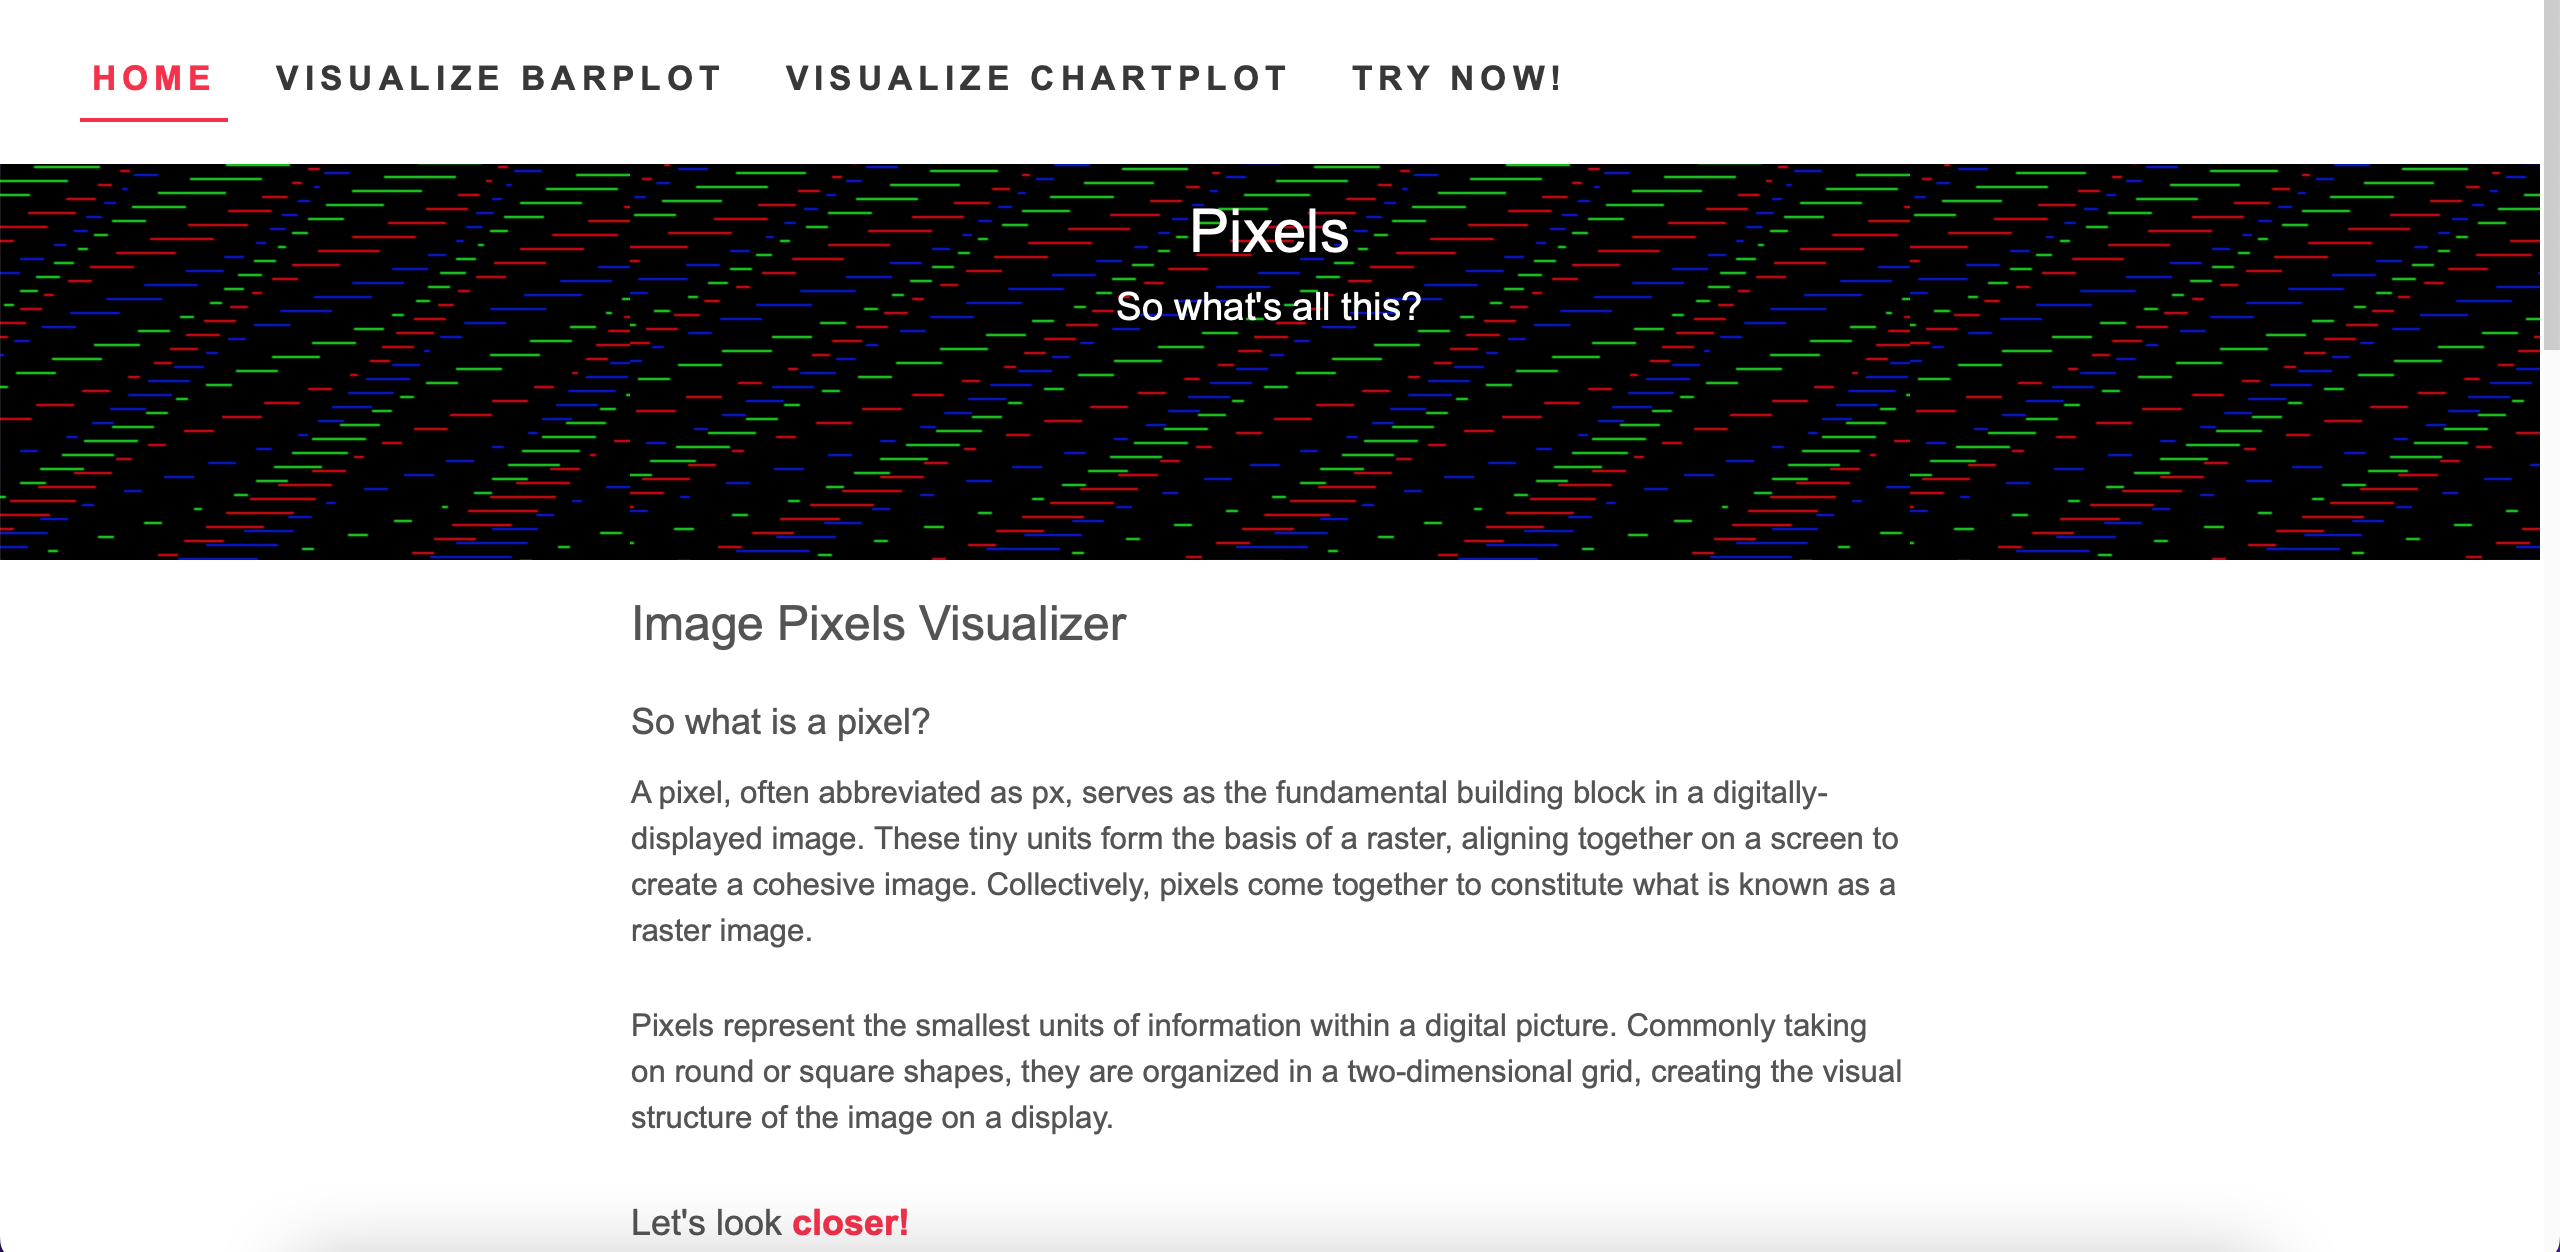 HOME VISUALIZE BARPLOT VISUALIZE CHARTPLOT TRY NOW!
Pixels
So what's all this?
Image Pixels Visualizer
So what is a pixel?
A pixel, often abbreviated as px, serves as the fundamental building block in a digitally-
displayed image. These tiny units form the basis of a raster, aligning together on a screen to
create a cohesive image. Collectively, pixels come together to constitute what is known as a
raster image.
Pixels represent the smallest units of information within a digital picture. Commonly taking
on round or square shapes, they are organized in a two-dimensional grid, creating the visual
structure of the image on a display.
Let's look closer!